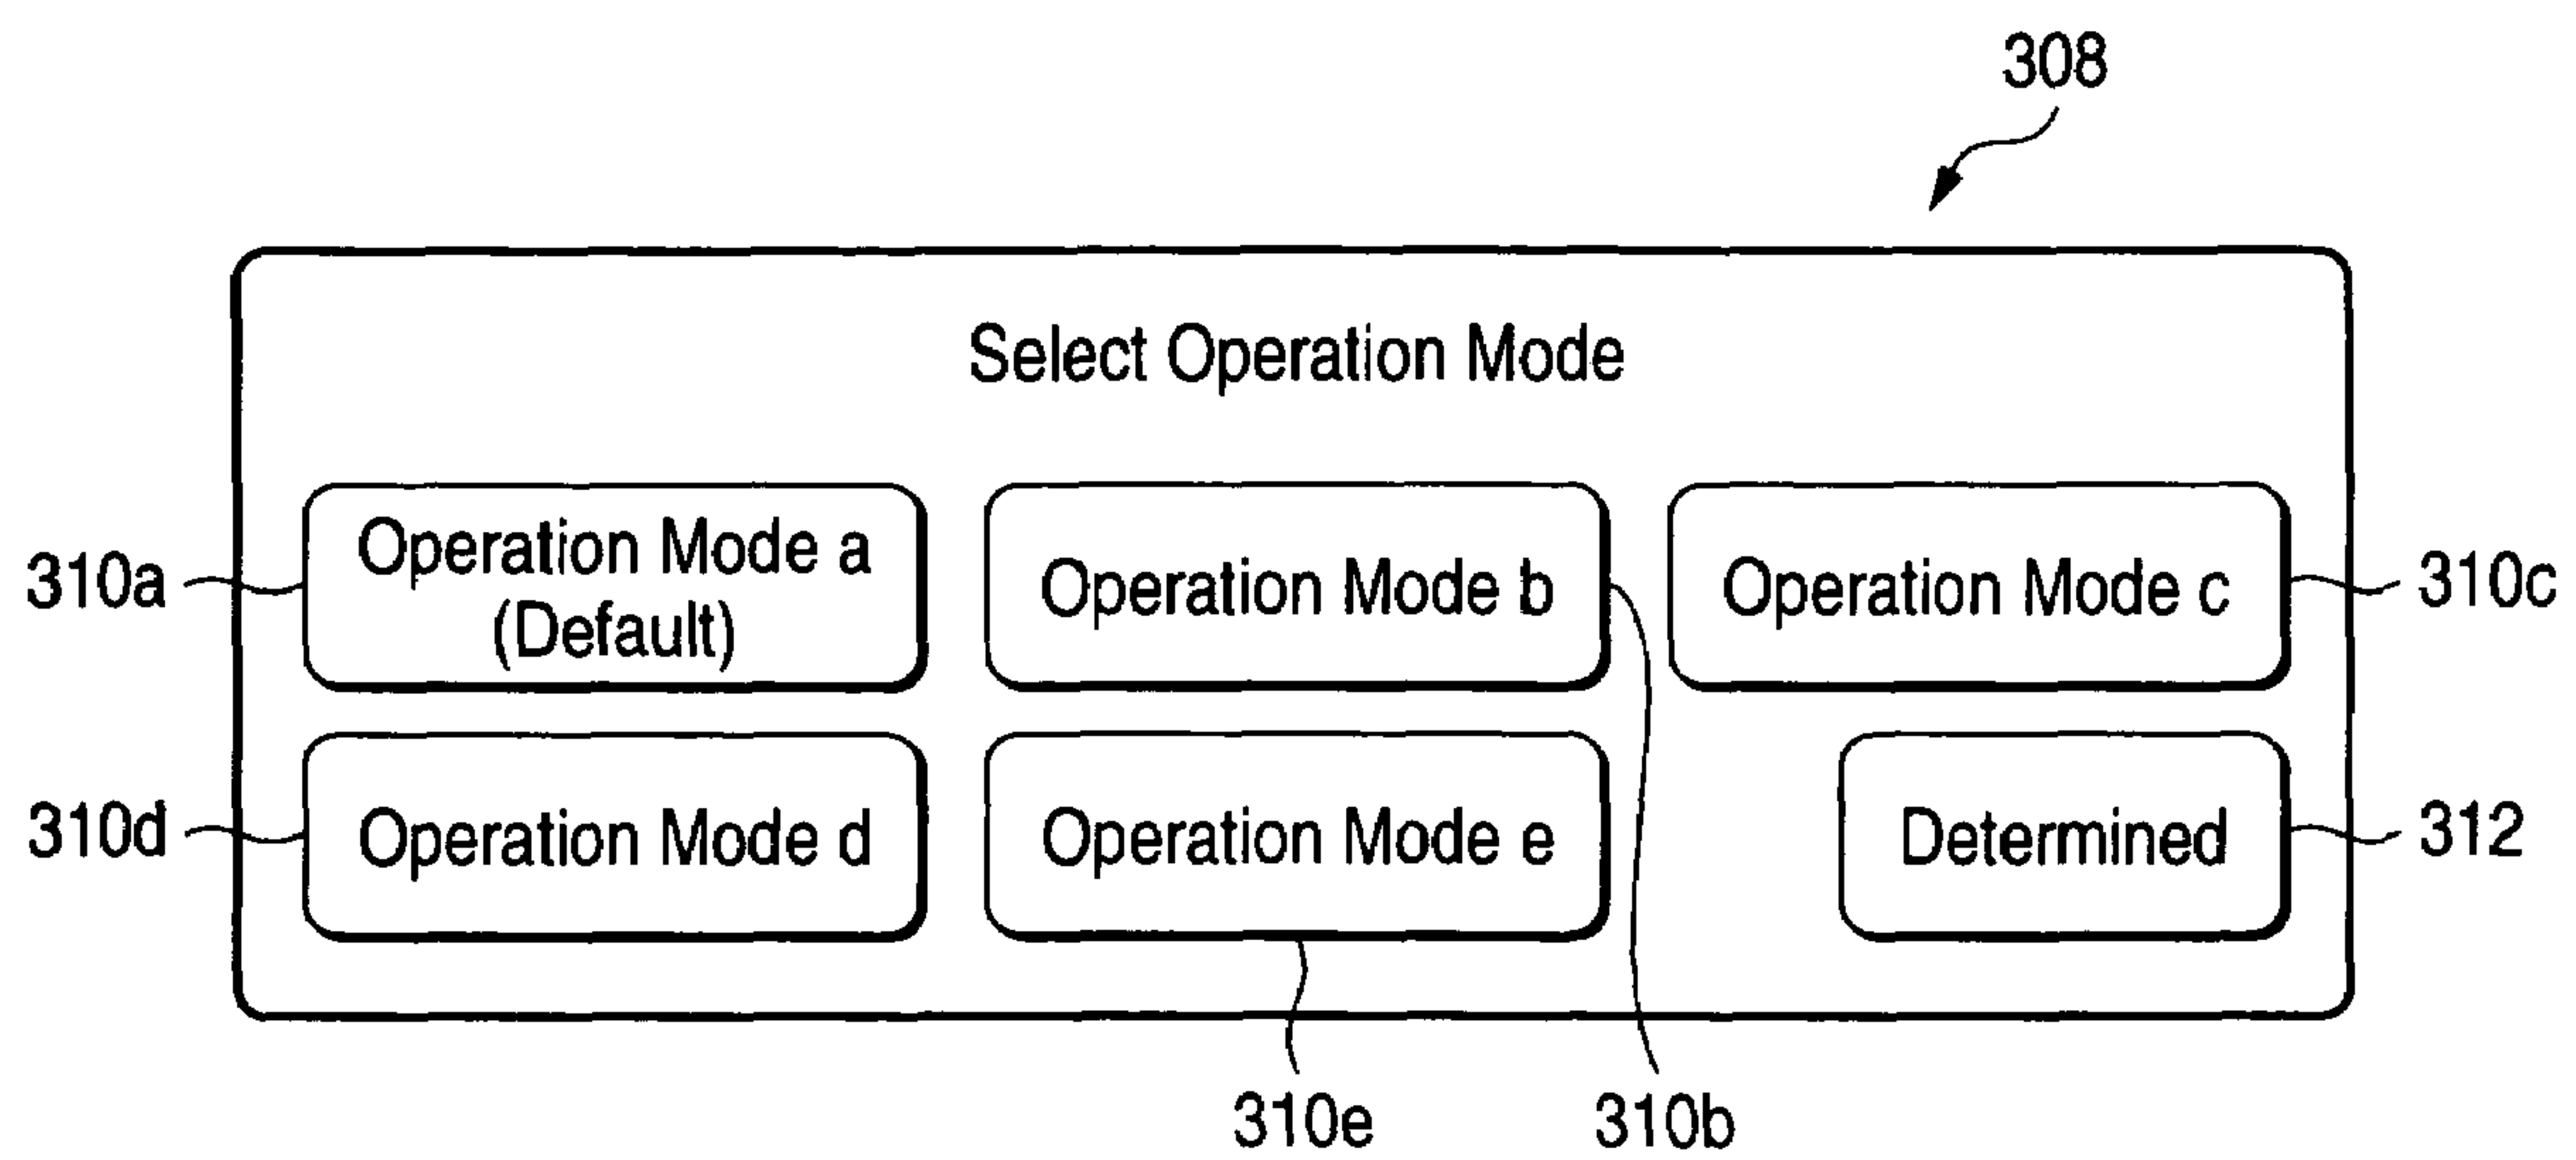 308
Select Operation Mode
310a
Operation Mode a
(Default)
Operation Mode b
Operation Mode c
310c
310d
Operation Mode d
Operation Mode e
Determined
312
310e
310b